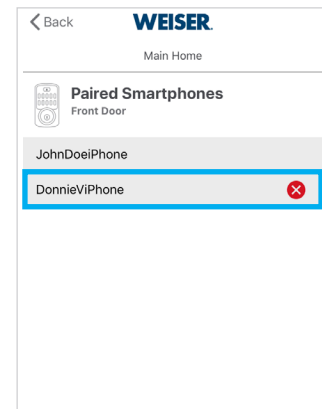 Back
WEISER
Main Home
Paired Smartphones
Front Door
JohnDoeiPhone
DonnieViPhone